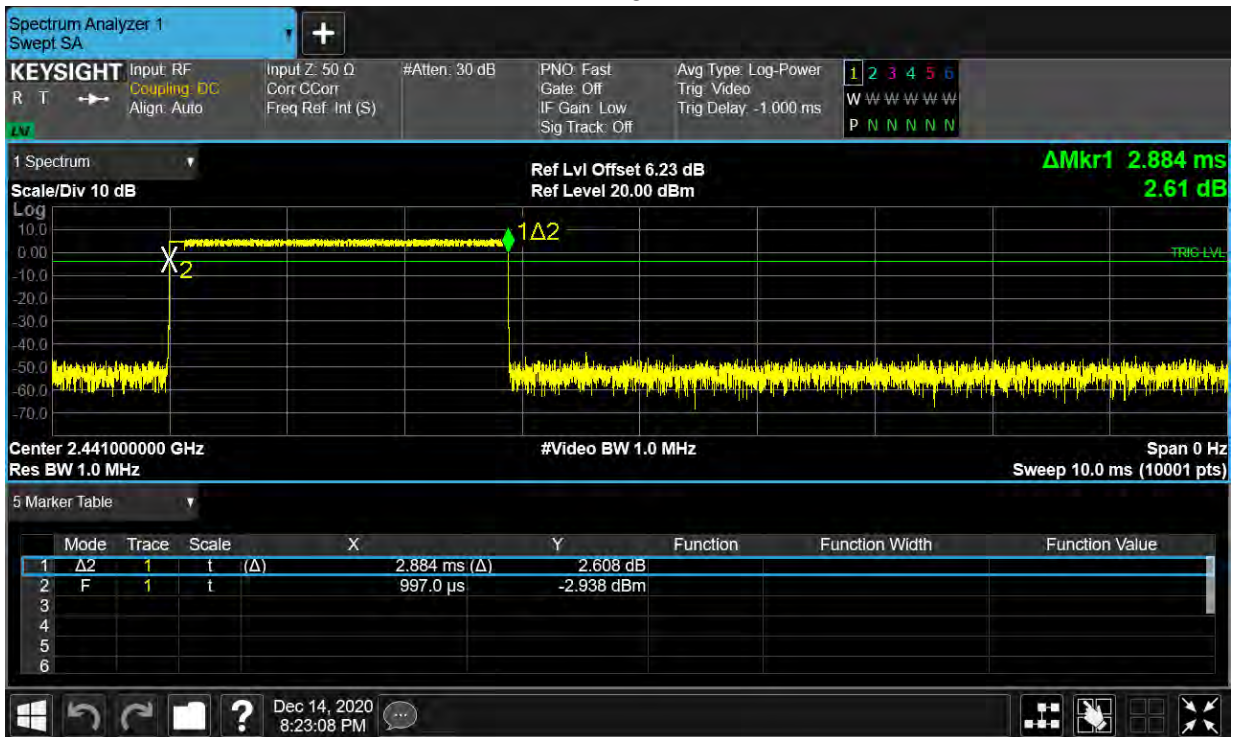 Spectrum Analyzer 1
Swept SA
+
KEYSIGHT Input: RF Input Z: 50 Ω #Atten: 30 dB PNO: Fast Avg Type: Log-Power 1 2 3 4 5 6
R T Coupling: DC Corr CCorr Gate: Off Trig: Video W W W W W W
Align: Auto Freq Ref: Int (S) IF Gain: Low Trig Delay: -1.000 ms
Sig Track: Off P N N N N N
LXI
1 Spectrum
Ref Lvl Offset 6.23 dB ΔMkr1 2.884 ms
Scale/Div 10 dB Ref Level 20.00 dBm 2.61 dB
Log
10.0 1Δ2
0.00 TRIG LVL
2
-10.0
-20.0
-30.0
-40.0
-50.0
-60.0
-70.0
Center 2.441000000 GHz #Video BW 1.0 MHz Span 0 Hz
Res BW 1.0 MHz Sweep 10.0 ms (10001 pts)
5 Marker Table
Mode Trace Scale X Y Function Function Width Function Value
1 Δ2 1 t (Δ) 2.884 ms (Δ) 2.608 dB
2 F 1 t 997.0 µs -2.938 dBm
3
4
5
6
? Dec 14, 2020
8:23:08 PM